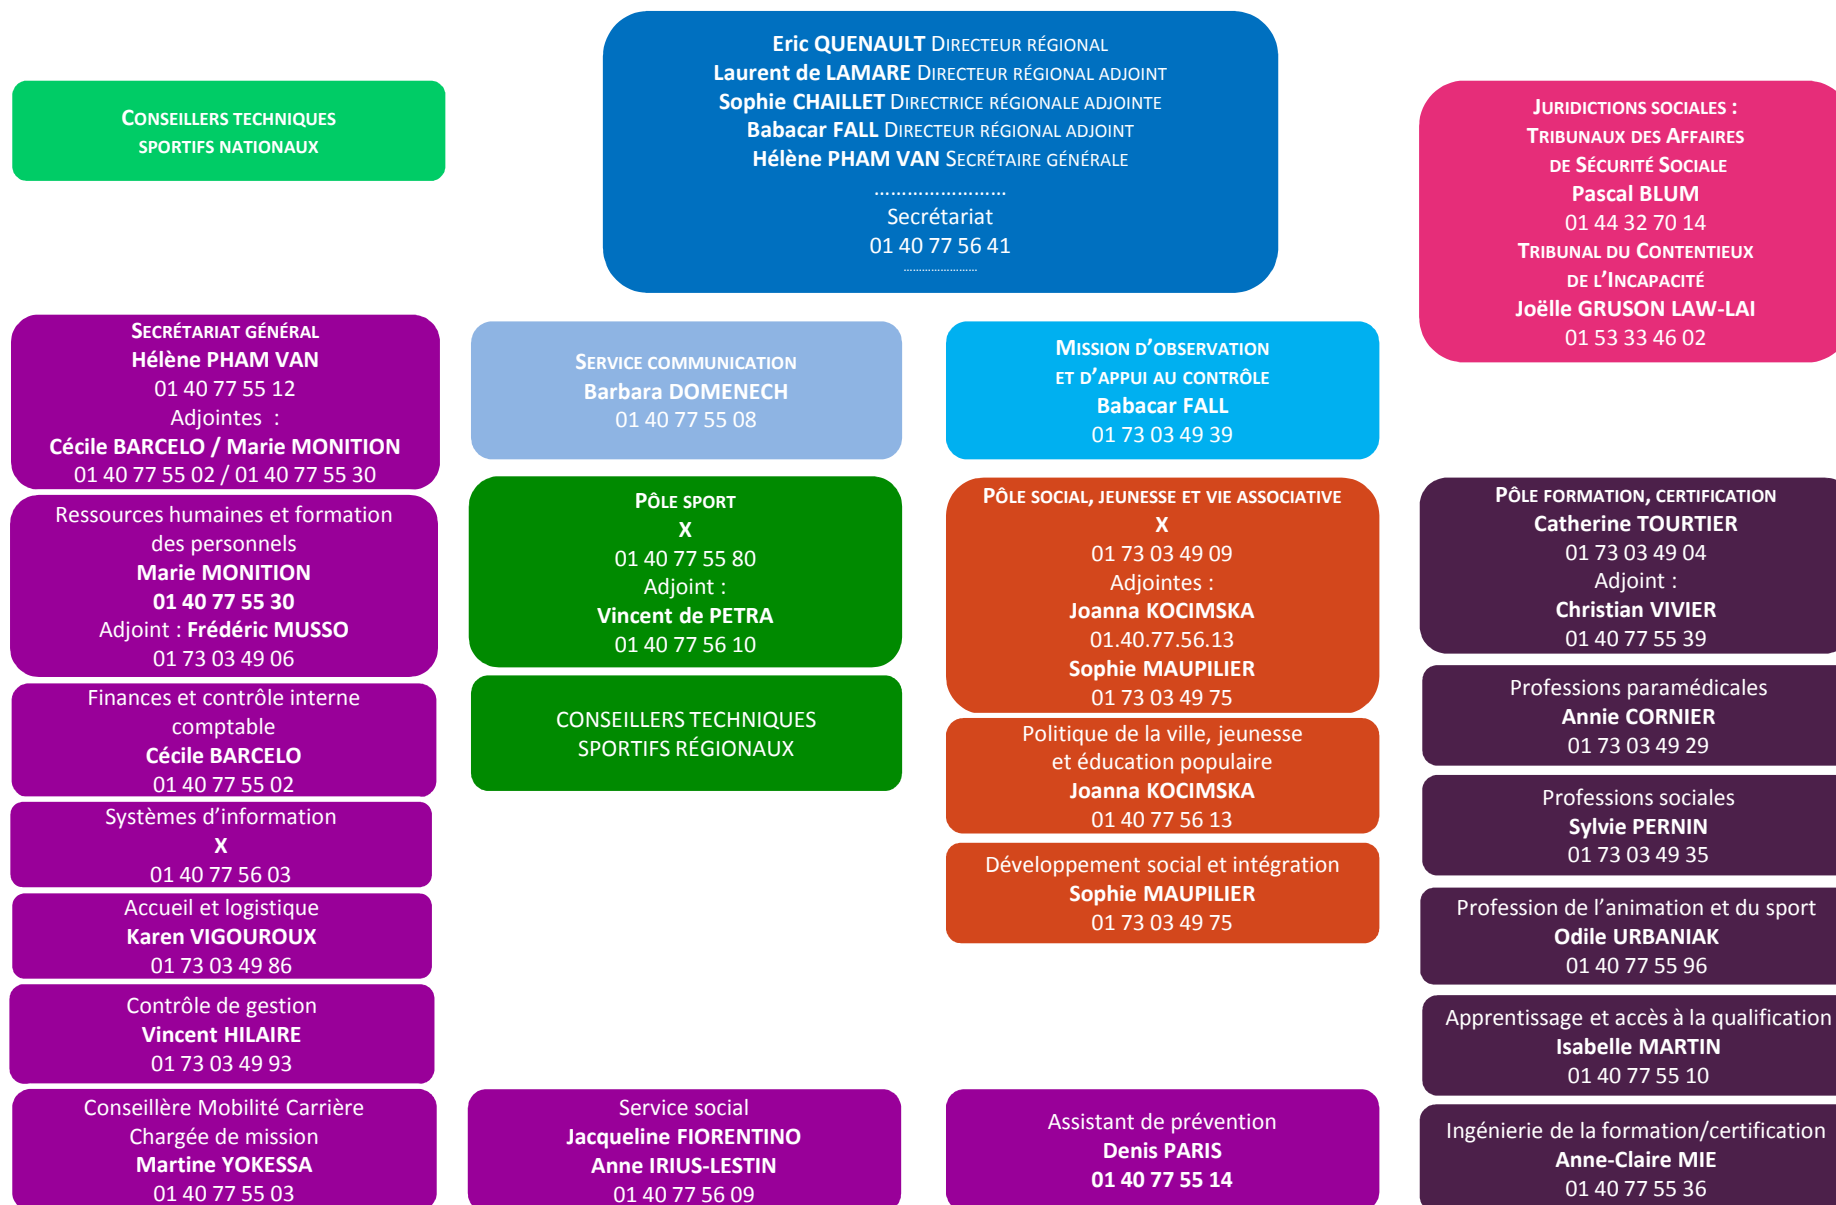 Eric QUENAULT DIRECTEUR RÉGIONAL
Laurent de LAMARE DIRECTEUR RÉGIONAL ADJOINT
Sophie CHAILLET DIRECTRICE RÉGIONALE ADJOINTE
Babacar FALL DIRECTEUR RÉGIONAL ADJOINT
Hélène PHAM VAN SECRÉTAIRE GÉNÉRALE
........................
Secrétariat
01 40 77 56 41
........................
CONSEILLERS TECHNIQUES
SPORTIFS NATIONAUX
JURIDICTIONS SOCIALES :
TRIBUNAUX DES AFFAIRES
DE SÉCURITÉ SOCIALE
Pascal BLUM
01 44 32 70 14
TRIBUNAL DU CONTENTIEUX
DE L’INCAPACITÉ
Joëlle GRUSON LAW-LAI
01 53 33 46 02
SECRÉTARIAT GÉNÉRAL
Hélène PHAM VAN
01 40 77 55 12
Adjointes :
Cécile BARCELO / Marie MONITION
01 40 77 55 02 / 01 40 77 55 30
Ressources humaines et formation
des personnels
Marie MONITION
01 40 77 55 30
Adjoint : Frédéric MUSSO
01 73 03 49 06
Finances et contrôle interne
comptable
Cécile BARCELO
01 40 77 55 02
Systèmes d’information
X
01 40 77 56 03
Accueil et logistique
Karen VIGOUROUX
01 73 03 49 86
Contrôle de gestion
Vincent HILAIRE
01 73 03 49 93
Conseillère Mobilité Carrière
Chargée de mission
Martine YOKESSA
01 40 77 55 03
SERVICE COMMUNICATION
Barbara DOMENECH
01 40 77 55 08
PÔLE SPORT
X
01 40 77 55 80
Adjoint :
Vincent de PETRA
01 40 77 56 10
CONSEILLERS TECHNIQUES
SPORTIFS RÉGIONAUX
Service social
Jacqueline FIORENTINO
Anne IRIUS-LESTIN
01 40 77 56 09
MISSION D’OBSERVATION
ET D’APPUI AU CONTRÔLE
Babacar FALL
01 73 03 49 39
PÔLE SOCIAL, JEUNESSE ET VIE ASSOCIATIVE
X
01 73 03 49 09
Adjointes :
Joanna KOCIMSKA
01.40.77.56.13
Sophie MAUPILIER
01 73 03 49 75
Politique de la ville, jeunesse
et éducation populaire
Joanna KOCIMSKA
01 40 77 56 13
Développement social et intégration
Sophie MAUPILIER
01 73 03 49 75
Assistant de prévention
Denis PARIS
01 40 77 55 14
PÔLE FORMATION, CERTIFICATION
Catherine TOURTIER
01 73 03 49 04
Adjoint :
Christian VIVIER
01 40 77 55 39
Professions paramédicales
Annie CORNIER
01 73 03 49 29
Professions sociales
Sylvie PERNIN
01 73 03 49 35
Profession de l’animation et du sport
Odile URBANIAK
01 40 77 55 96
Apprentissage et accès à la qualification
Isabelle MARTIN
01 40 77 55 10
Ingénierie de la formation/certification
Anne-Claire MIE
01 40 77 55 36